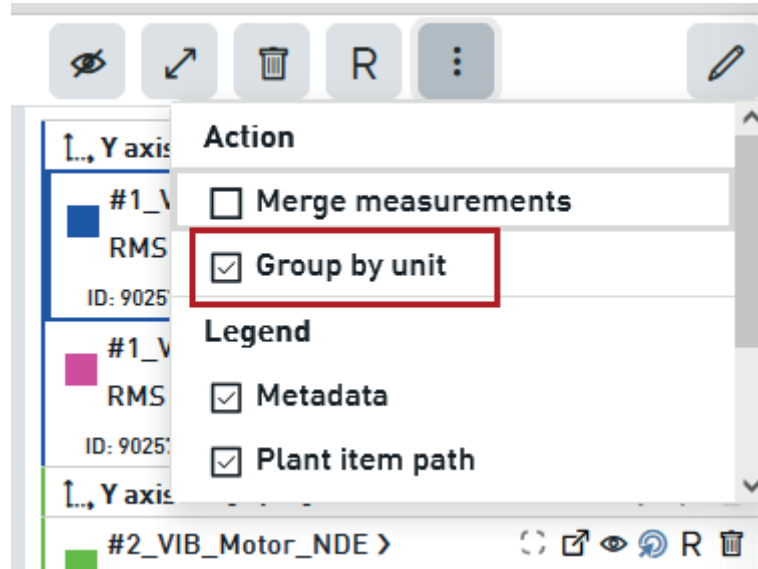 R
Y axis
Action
#1_V
Merge measurements
RMS
Group by unit
ID: 9025
Legend
#1_V
RMS
Metadata
ID: 9025
Plant item path
Y axis
#2_VIB_Motor_NDE > R